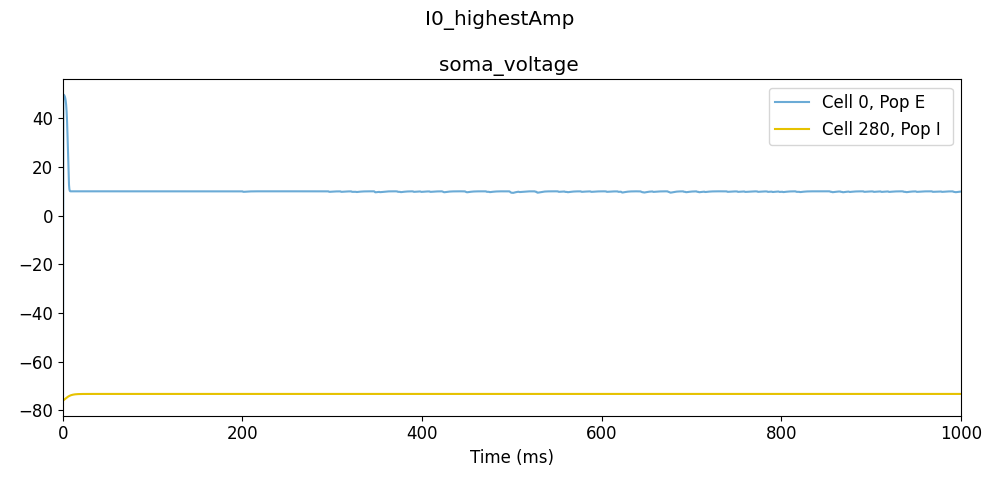 I0_highestAmp
soma_voltage
Cell 0, Pop E
Cell 280, Pop I
40
20
0
−20
−40
−60
−80
0 200 400 600 800 1000
Time (ms)